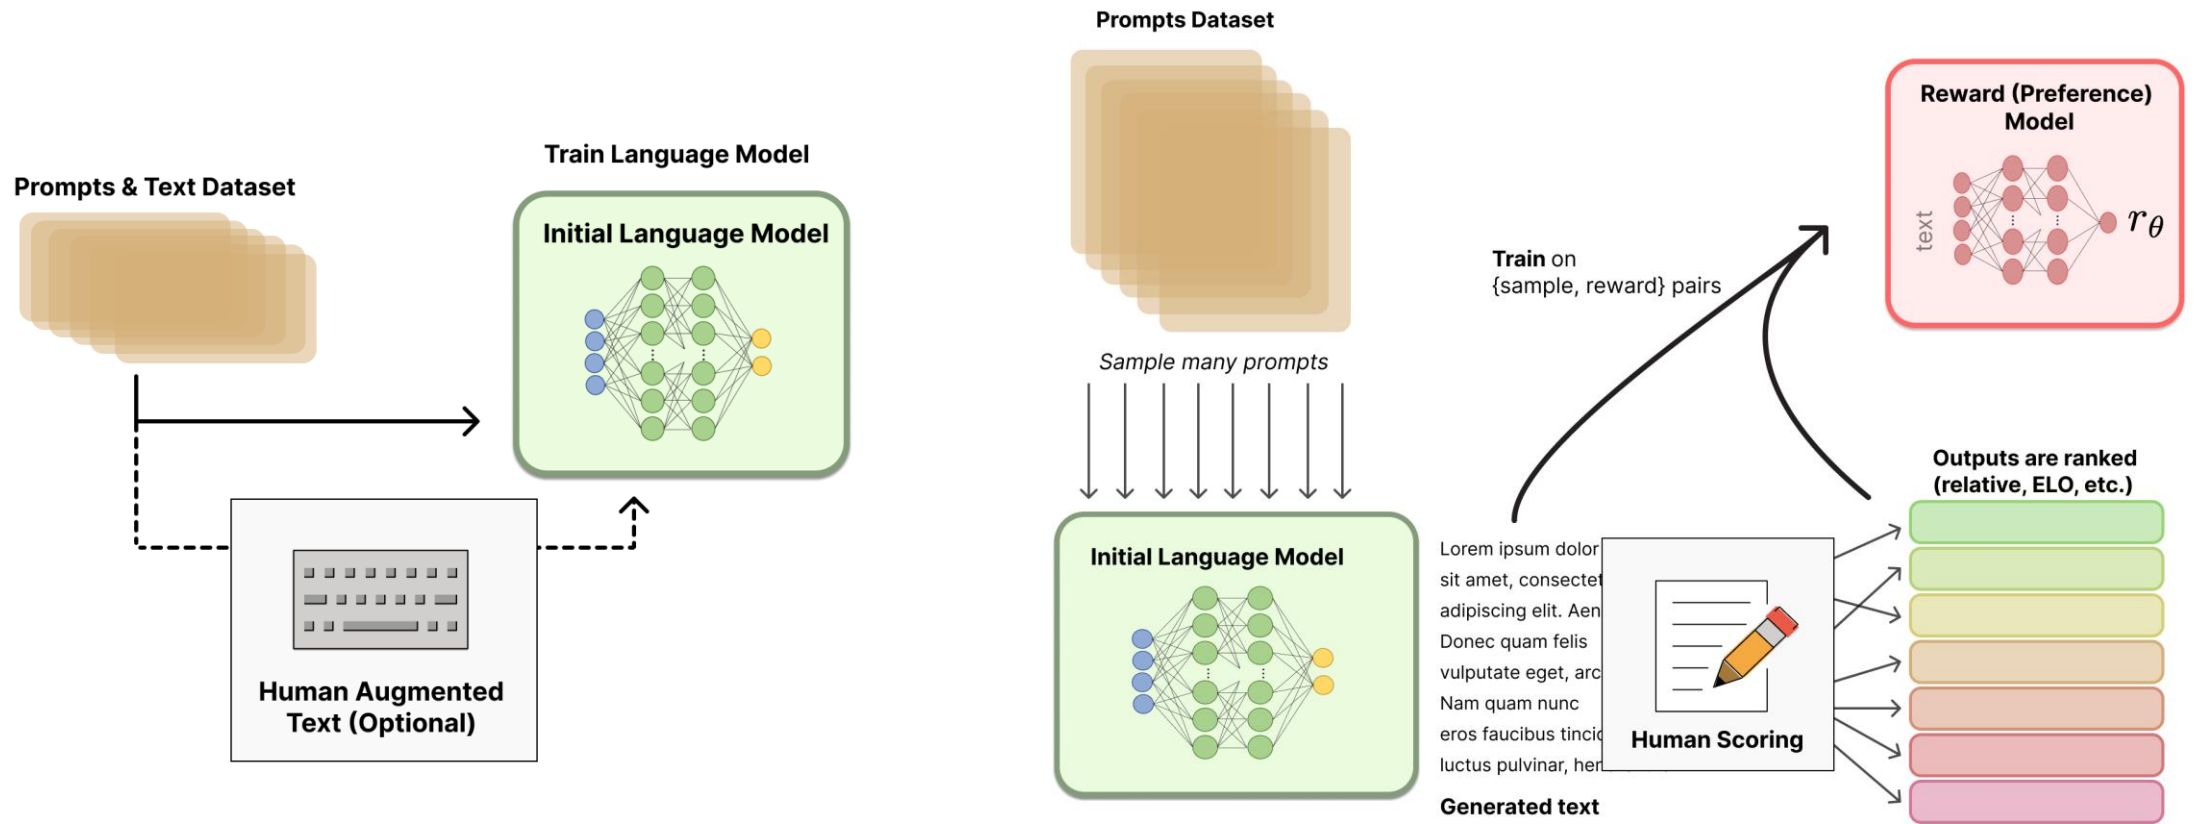 Prompts & Text Dataset
Train Language Model
Initial Language Model
Human Augmented
Text (Optional)
Prompts Dataset
Sample many prompts
Initial Language Model
Lorem ipsum dolor
sit amet, consectet
adipiscing elit. Aen
Donec quam felis
vulputate eget, arc
Nam quam nunc
eros faucibus tincid
luctus pulvinar, her
Generated text
Human Scoring
Train on
{sample, reward} pairs
Reward (Preference)
Model
text
rθ
Outputs are ranked
(relative, ELO, etc.)